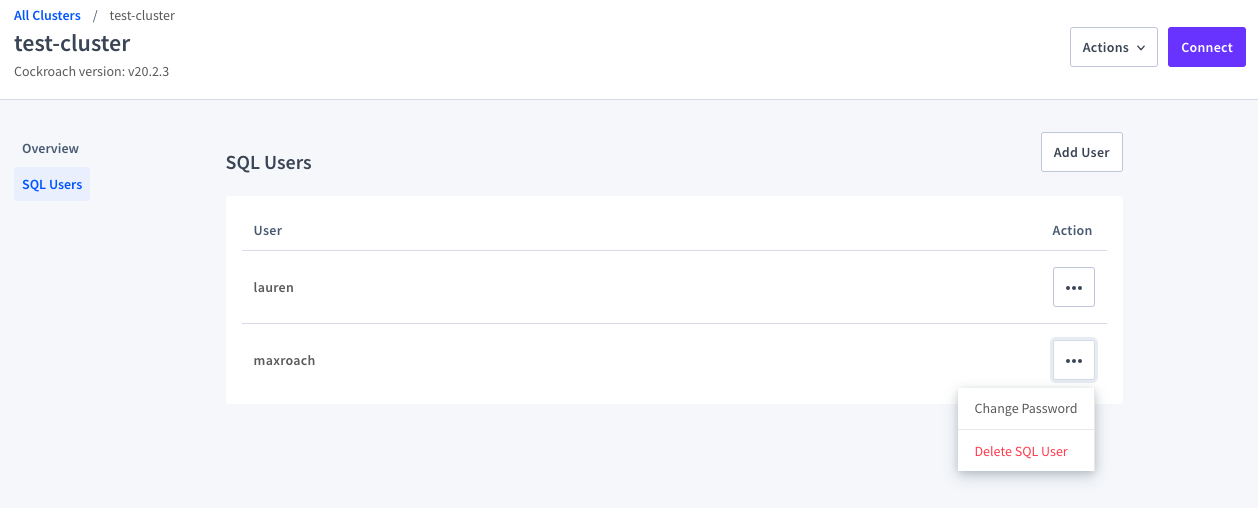 All Clusters / test-cluster
test-cluster
Cockroach version: v20.2.3
Actions
Connect
Overview
SQL Users
SQL Users
Add User
User Action
lauren
maxroach
Change Password
Delete SQL User